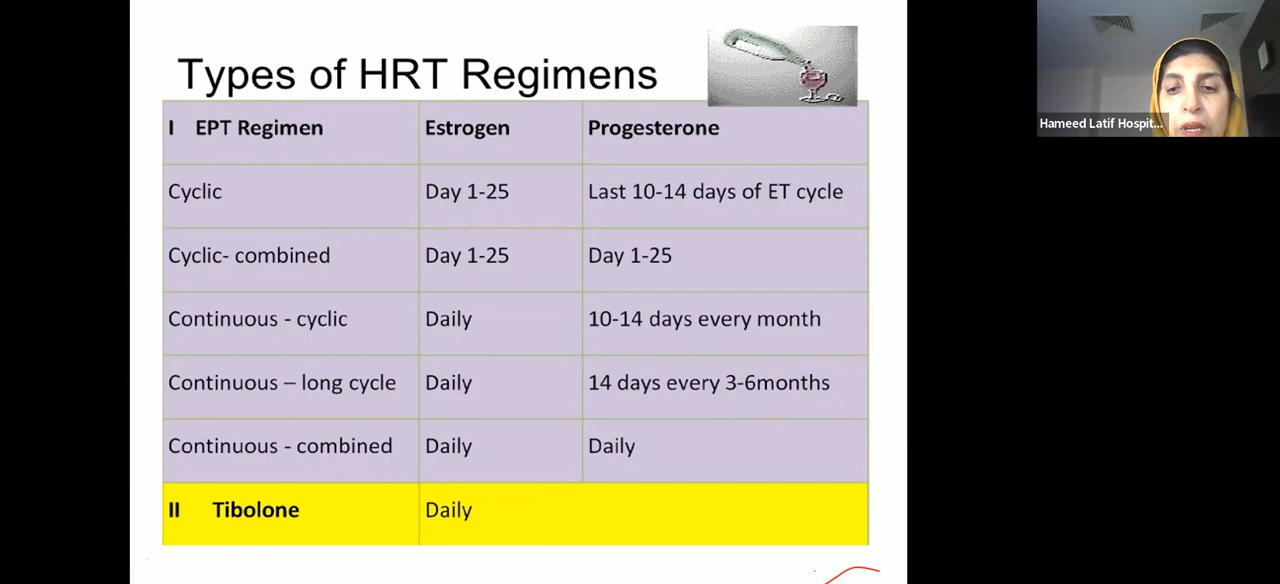 Types of HRT Regimens
I EPT Regimen Estrogen Progesterone
Cyclic Day 1-25 Last 10-14 days of ET cycle
Cyclic- combined Day 1-25 Day 1-25
Continuous - cyclic Daily 10-14 days every month
Continuous – long cycle Daily 14 days every 3-6months
Continuous - combined Daily Daily
II Tibolone Daily
Hameed Latif Hospit...